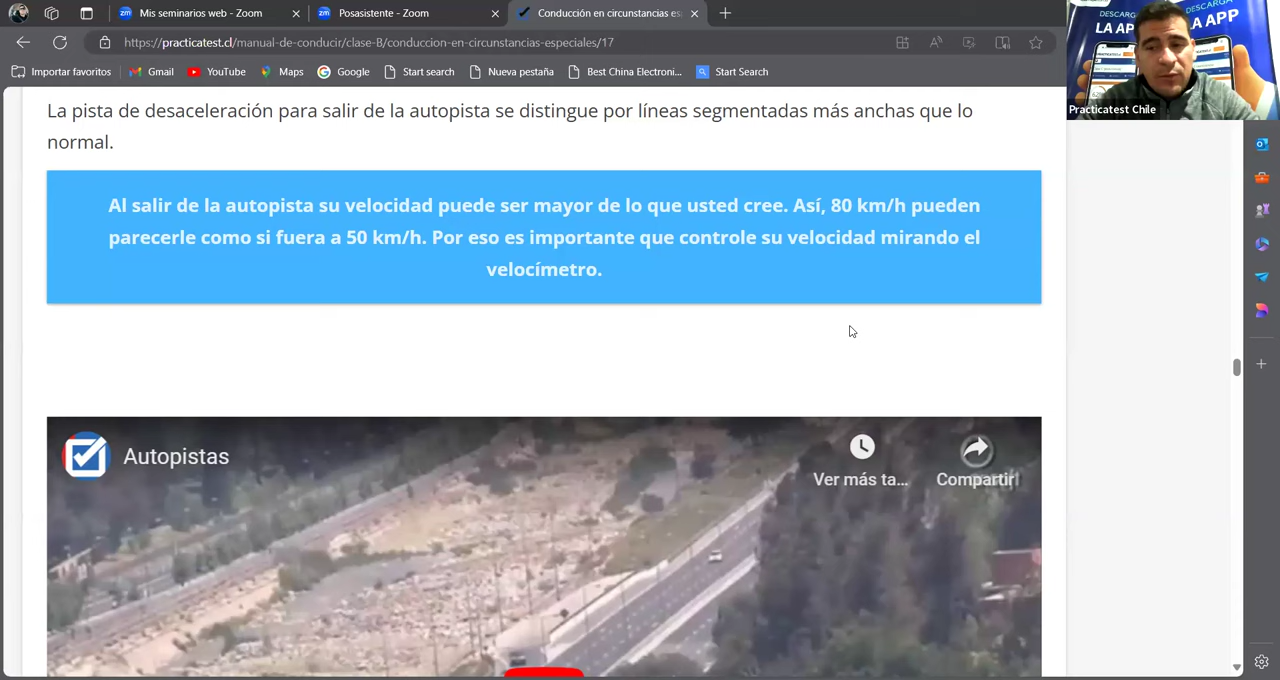 Mis seminarios web - Zoom
Posasistente - Zoom
Conducción en circunstancias es
https://practicatest.cl/manual-de-conducir/clase-B/conduccion-en-circunstancias-especiales/17
Importar favoritos
Gmail
YouTube
Maps
Google
Start search
Nueva pestaña
Best China Electroni...
Start Search
DESCARGA
LA APP
DESCARGA
LA APP
Practicatest Chile
La pista de desaceleración para salir de la autopista se distingue por líneas segmentadas más anchas que lo
normal.
Al salir de la autopista su velocidad puede ser mayor de lo que usted cree. Así, 80 km/h pueden
parecerle como si fuera a 50 km/h. Por eso es importante que controle su velocidad mirando el
velocímetro.
Autopistas
Ver más ta...
Compartir